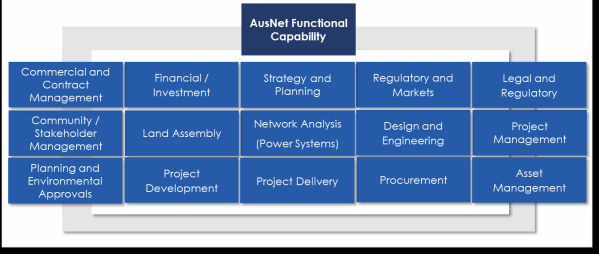 AusNet Functional
Capability
Commercial and
Contract
Management
Financial /
Investment
Strategy and
Planning
Regulatory and
Markets
Legal and
Regulatory
Community /
Stakeholder
Management
Land Assembly
Network Analysis
(Power Systems)
Design and
Engineering
Project
Management
Planning and
Environmental
Approvals
Project
Development
Project Delivery
Procurement
Asset
Management